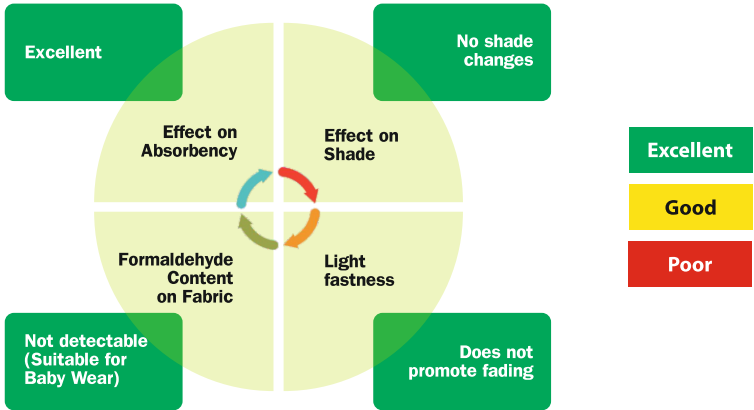 Excellent
No shade
changes
Effect on
Absorbency
Effect on
Shade
Formaldehyde
Content
on Fabric
Light
fastness
Not detectable
(Suitable for
Baby Wear)
Does not
promote fading
Excellent
Good
Poor